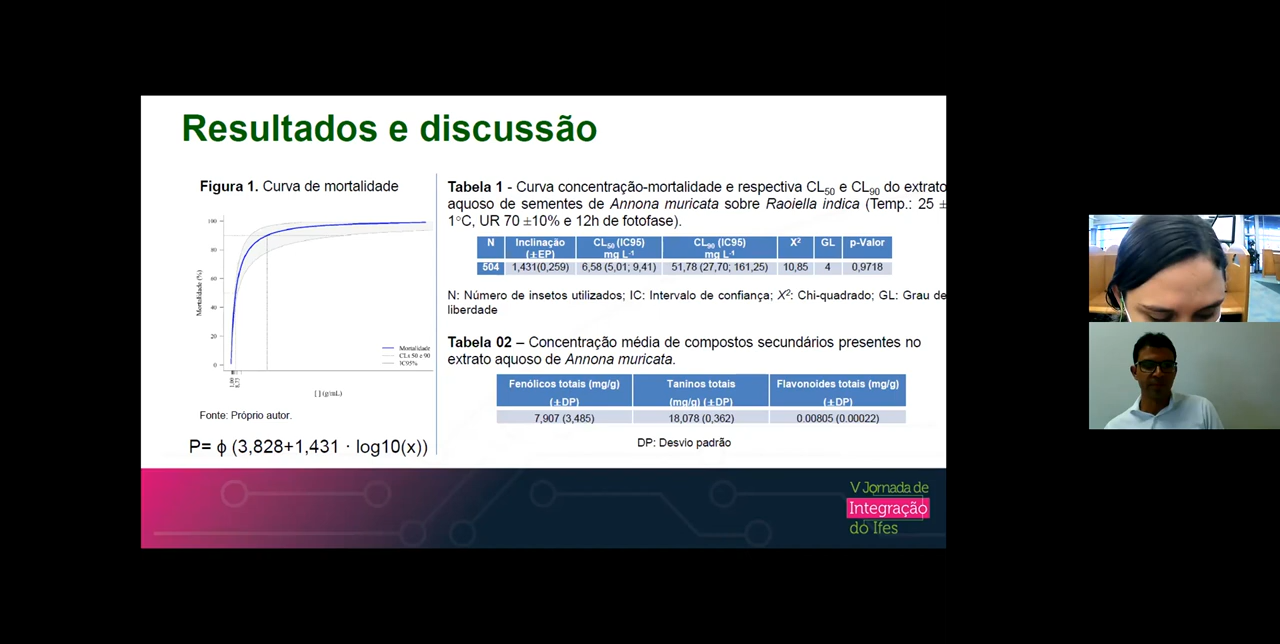 Resultados e discussão
Figura 1. Curva de mortalidade
100
80
60
40
20
0
Mortalidade (%)
Mortalidade
CLs 50 e 90
IC95%
[ ] (g/mL)
Fonte: Próprio autor.
P= ϕ (3,828+1,431 · log10(x))
Tabela 1 - Curva concentração-mortalidade e respectiva CL50 e CL90 do extrato
aquoso de sementes de Annona muricata sobre Raoiella indica (Temp.: 25 ±
1°C, UR 70 ±10% e 12h de fotofase).
N Inclinação (±EP) CL50 (IC95) mg L-1 CL90 (IC95) mg L-1 X2 GL p-Valor
504 1,431(0,259) 6,58 (5,01; 9,41) 51,78 (27,70; 161,25) 10,85 4 0,9718
N: Número de insetos utilizados; IC: Intervalo de confiança; X2: Chi-quadrado; GL: Grau de
liberdade
Tabela 02 – Concentração média de compostos secundários presentes no
extrato aquoso de Annona muricata.
Fenólicos totais (mg/g) Taninos totais Flavonoides totais (mg/g)
(±DP) (mg/g) (±DP) (±DP)
7,907 (3,485) 18,078 (0,362) 0.00805 (0.00022)
DP: Desvio padrão
V Jornada de
Integração
do Ifes